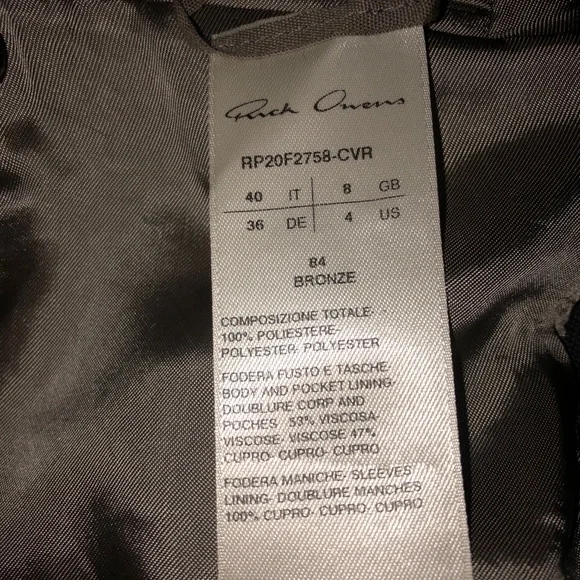 Rick Owens
RP20F2758-CVR
40 IT 8 GB
36 DE 4 US
84
BRONZE
COMPOSIZIONE TOTALE- -
100% POLIESTERE-
POLYESTER- POLYESTER
FODERA FUSTO E TASCHE-
BODY AND POCKET LINING-
DOUBLURE CORP AND
POCHES 53% VISCOSA-
VISCOSE- VISCOSE 47%
CUPRO- CUPRO- CUPRO
FODERA MANICHE- SLEEVES
LINING- DOUBLURE MANCHES
100% CUPRO- CUPRO- CUPRO